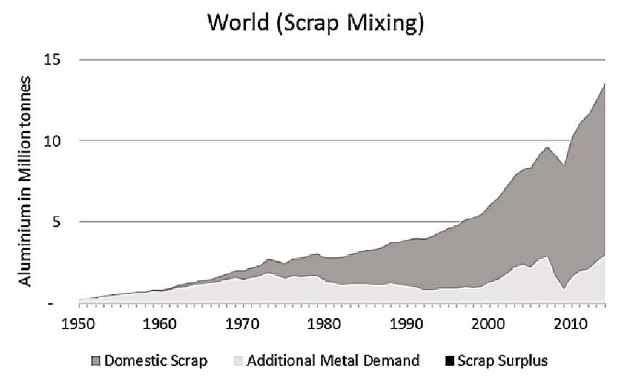 World (Scrap Mixing)
Aluminium in Million tonnes
15
10
5
-
1950 1960 1970 1980 1990 2000 2010
Domestic Scrap Additional Metal Demand Scrap Surplus